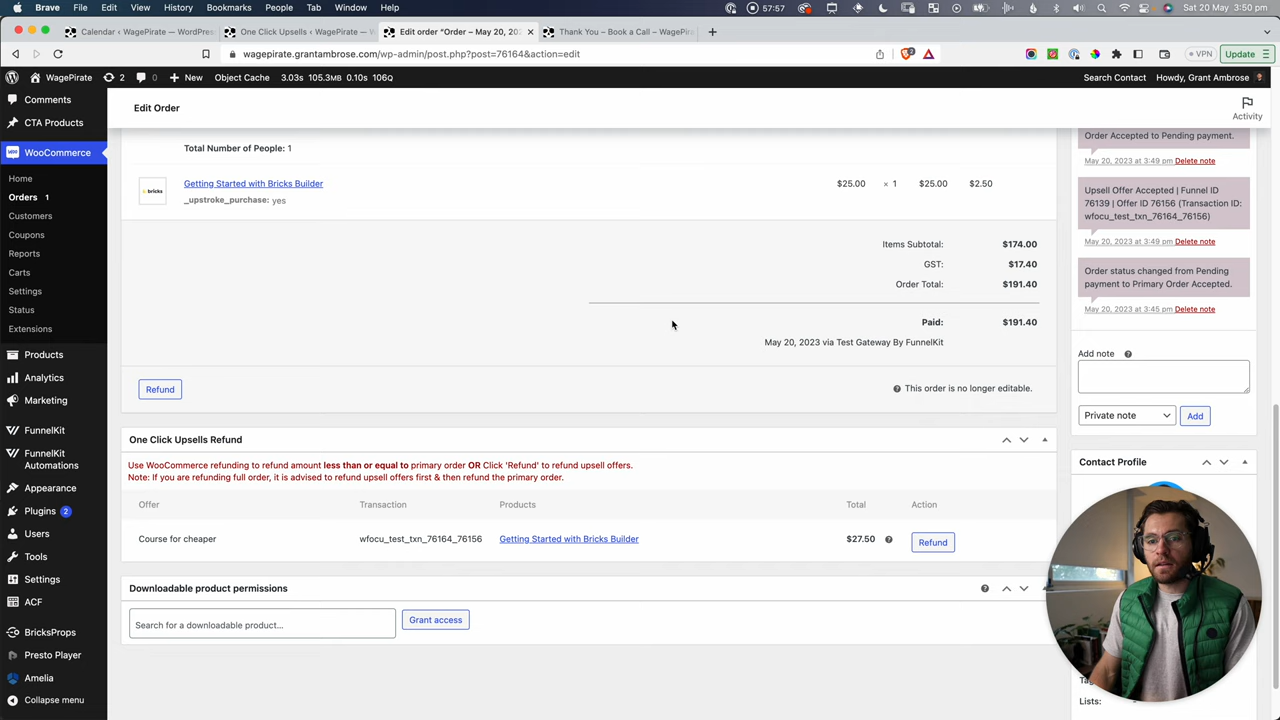 Brave File Edit View History Bookmarks People Tab Window Help
57:57
Sat May 20 3:50 pm
Calendar ‹ WagePirate — WordPres
One Click Upsells ‹ WagePirate — W
Edit order "Order – May 20, 202
Thank You – Book a Call – WagePir
wagepirate.grantambrose.com/wp-admin/post.php?post=76164&action=edit
VPN
Update
WagePirate 2 0 New Object Cache 3.03s 105.3MB 0.10s 106Q
Search Contact Howdy, Grant Ambrose
Comments
CTA Products
WooCommerce
Home
Orders 1
Customers
Coupons
Reports
Carts
Settings
Status
Extensions
Products
Analytics
Marketing
FunnelKit
FunnelKit
Automations
Appearance
Plugins 2
Users
Tools
Settings
ACF
BricksProps
Presto Player
Amelia
Collapse menu
Edit Order
Activity
Total Number of People: 1
bricks
Getting Started with Bricks Builder $25.00 × 1 $25.00 $2.50
_upstroke_purchase: yes
Items Subtotal: $174.00
GST: $17.40
Order Total: $191.40
Paid: $191.40
May 20, 2023 via Test Gateway By FunnelKit
Refund
This order is no longer editable.
One Click Upsells Refund
Use WooCommerce refunding to refund amount less than or equal to primary order OR Click 'Refund' to refund upsell offers.
Note: If you are refunding full order, it is advised to refund upsell offers first & then refund the primary order.
Offer Transaction Products Total Action
Course for cheaper wfocu_test_txn_76164_76156 Getting Started with Bricks Builder $27.50 Refund
Downloadable product permissions
Search for a downloadable product...
Grant access
Order Accepted to Pending payment.
May 20, 2023 at 3:49 pm Delete note
Upsell Offer Accepted | Funnel ID
76139 | Offer ID 76156 (Transaction ID:
wfocu_test_txn_76164_76156)
May 20, 2023 at 3:49 pm Delete note
Order status changed from Pending
payment to Primary Order Accepted.
May 20, 2023 at 3:45 pm Delete note
Add note
Private note
Add
Contact Profile
Lists: